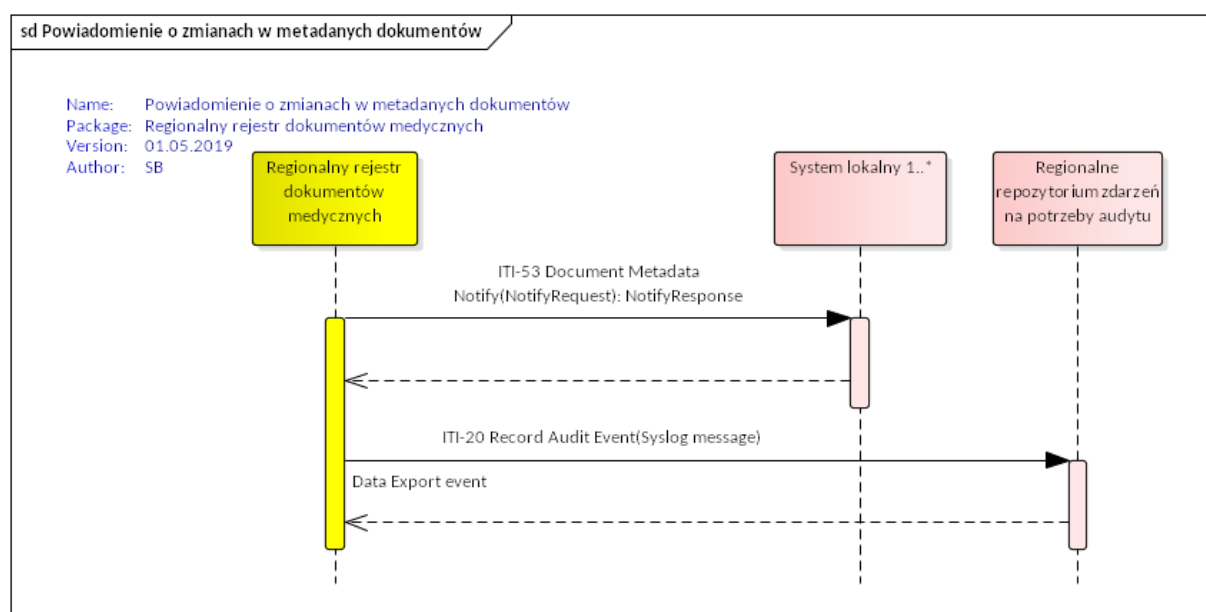 sd Powiadomienie o zmianach w metadanych dokumentów
Name: Powiadomienie o zmianach w metadanych dokumentów
Package: Regionalny rejestr dokumentów medycznych
Version: 01.05.2019
Author: SB
Regionalny rejestr
dokumentów
medycznych
System lokalny 1..*
Regionalne
repozytorium zdarzeń
na potrzeby audytu
ITI-53 Document Metadata
Notify(NotifyRequest): NotifyResponse
ITI-20 Record Audit Event(Syslog message)
Data Export event